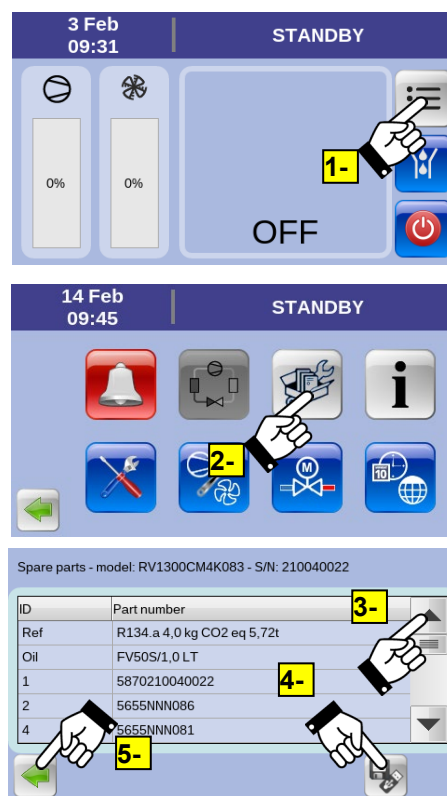 3 Feb
09:31
STANDBY
0%
0%
1-
OFF
14 Feb
09:45
STANDBY
i
2-
M
10
Spare parts - model: RV1300CM4K083 - S/N: 210040022
3-
ID Part number
Ref R134.a 4,0 kg CO2 eq 5,72t
Oil FV50S/1,0 LT
1 5870210040022
4-
2 5655NNN086
4 5655NNN081
5-